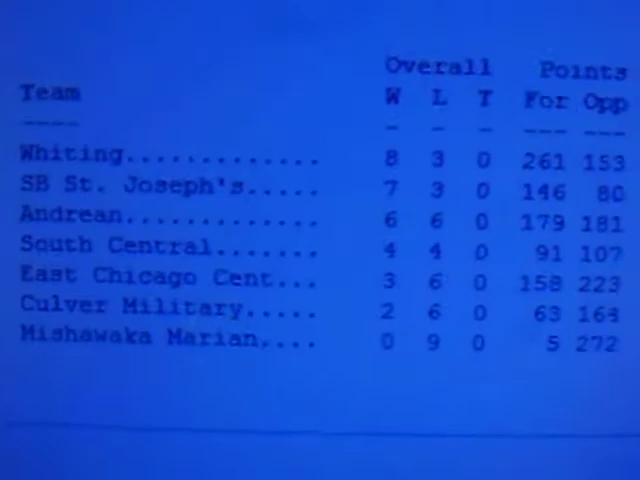 Overall Points
Team W L T For Opp
---- - - - --- ---
Whiting............. 8 3 0 261 153
SB St. Joseph's..... 7 3 0 146 80
Andrean............. 6 6 0 179 181
South Central....... 4 4 0 91 107
East Chicago Cent... 3 6 0 158 223
Culver Military..... 2 6 0 63 164
Mishawaka Marian.... 0 9 0 5 272